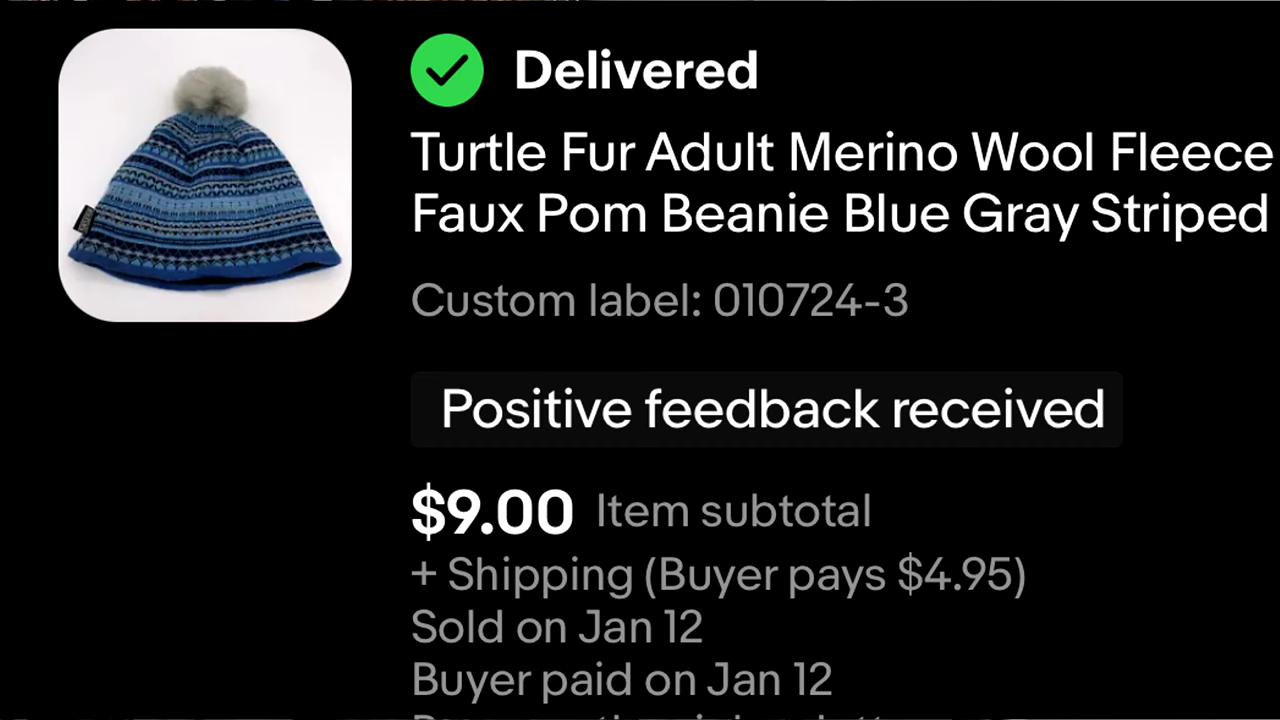 Delivered
Turtle Fur Adult Merino Wool Fleece
Faux Pom Beanie Blue Gray Striped
Custom label: 010724-3
Positive feedback received
$9.00 Item subtotal
+ Shipping (Buyer pays $4.95)
Sold on Jan 12
Buyer paid on Jan 12